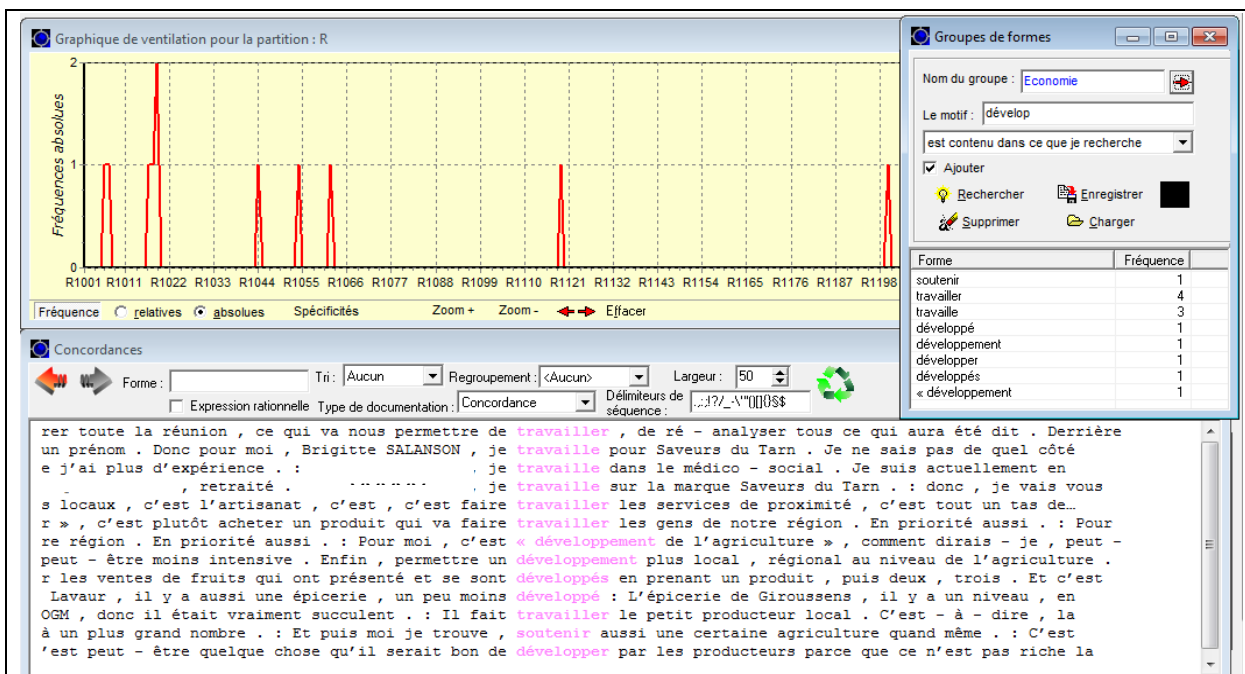 Graphique de ventilation pour la partition : R
2
1
0
Fréquences absolues
R1001 R1011 R1022 R1033 R1044 R1055 R1066 R1077 R1088 R1099 R1110 R1121 R1132 R1143 R1154 R1165 R1176 R1187 R1198
Fréquence relatives absolues Spécificités Zoom + Zoom - Effacer
Groupes de formes
Nom du groupe : Economie
Le motif : dévelop
est contenu dans ce que je recherche
Ajouter
Rechercher Enregistrer
Supprimer Charger
Forme Fréquence
soutenir 1
travailler 4
travaille 3
développé 1
développement 1
développer 1
développés 1
« développement 1
Concordances
Forme : Tri : Aucun Regroupement : <Aucun> Largeur : 50
Expression rationnelle Type de documentation : Concordance Délimiteurs de séquence : .,:;!?/_-\'"()[]{}§$
rer toute la réunion , ce qui va nous permettre de travailler , de ré – analyser tous ce qui aura été dit . Derrière
un prénom . Donc pour moi , Brigitte SALANSON , je travaille pour Saveurs du Tarn . Je ne sais pas de quel côté
e j'ai plus d'expérience . : , je travaille dans le médico – social . Je suis actuellement en
, retraité . , je travaille sur la marque Saveurs du Tarn . : donc , je vais vous
s locaux , c'est l'artisanat , c'est , c'est faire travailler les services de proximité , c'est tout un tas de…
r » , c'est plutôt acheter un produit qui va faire travailler les gens de notre région . En priorité aussi . : Pour
re région . En priorité aussi . : Pour moi , c'est « développement de l'agriculture » , comment dirais – je , peut –
peut – être moins intensive . Enfin , permettre un développement plus local , régional au niveau de l'agriculture .
r les ventes de fruits qui ont présenté et se sont développés en prenant un produit , puis deux , trois . Et c'est
Lavaur , il y a aussi une épicerie , un peu moins développé : L'épicerie de Giroussens , il y a un niveau , en
OGM , donc il était vraiment succulent . : Il fait travailler le petit producteur local . C'est – à – dire , la
à un plus grand nombre . : Et puis moi je trouve , soutenir aussi une certaine agriculture quand même . : C'est
'est peut – être quelque chose qu'il serait bon de développer par les producteurs parce que ce n'est pas riche la